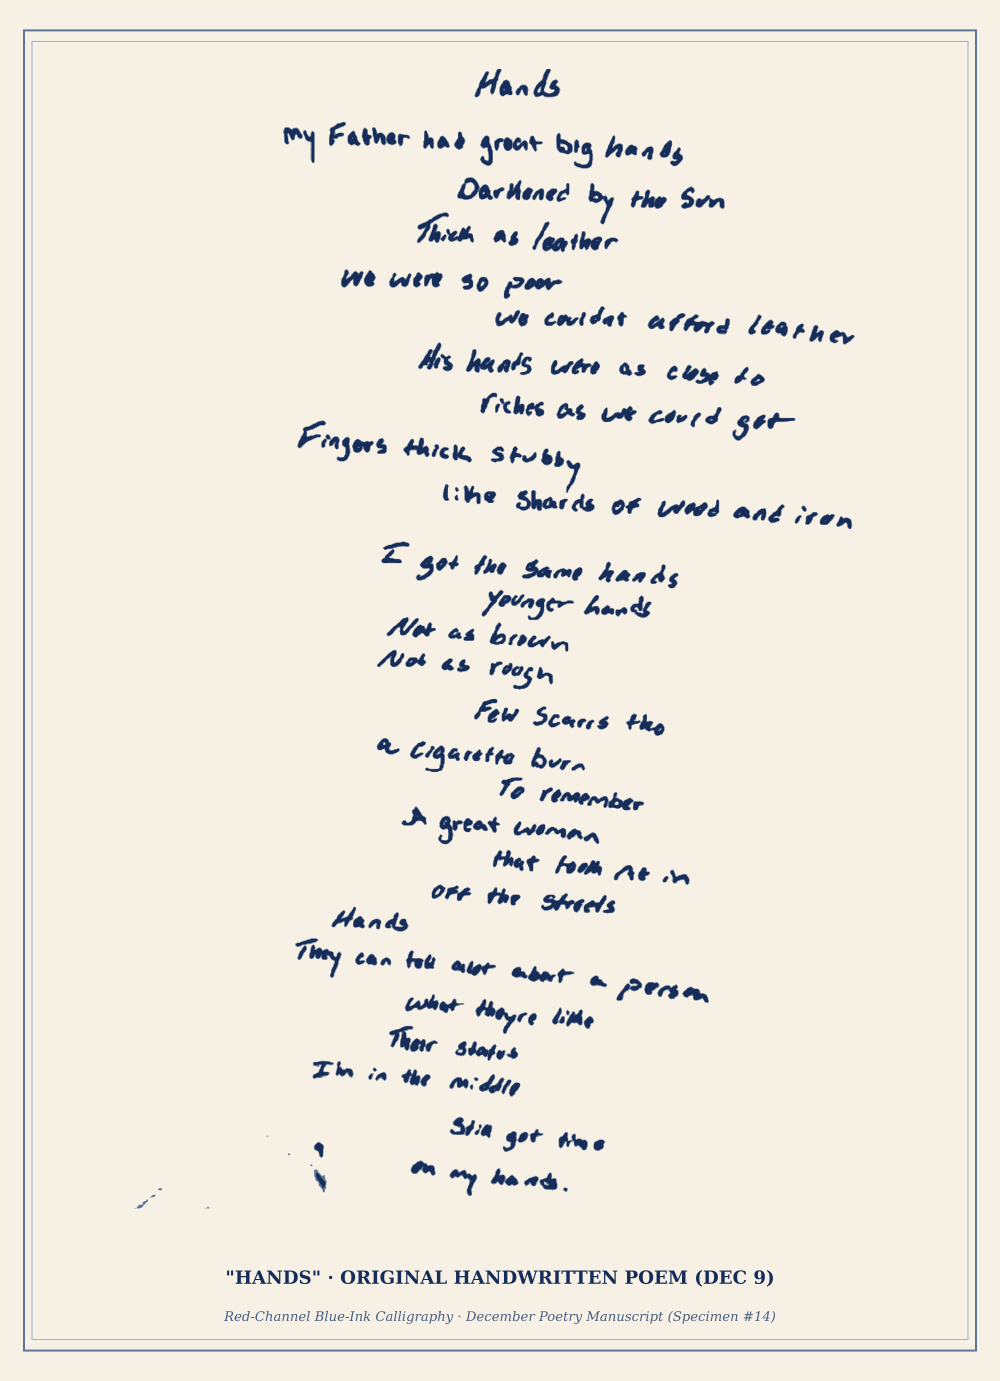 Hands
My Father had great big hands
Darkened by the Sun
Thick as leather
we were so poor
we couldnt afford leather
His hands were as close to
riches as we could get
Fingers thick stubby
like shards of wood and iron
I got the same hands
younger hands
Not as brown
Not as rough
Few Scarrs tho
a cigarette burn
To remember
A great woman
that took me in
off the streets
Hands
They can tell alot about a person
what theyre like
Their status
I'm in the middle
Still got time
on my hands.
"HANDS" · ORIGINAL HANDWRITTEN POEM (DEC 9)
Red-Channel Blue-Ink Calligraphy · December Poetry Manuscript (Specimen #14)